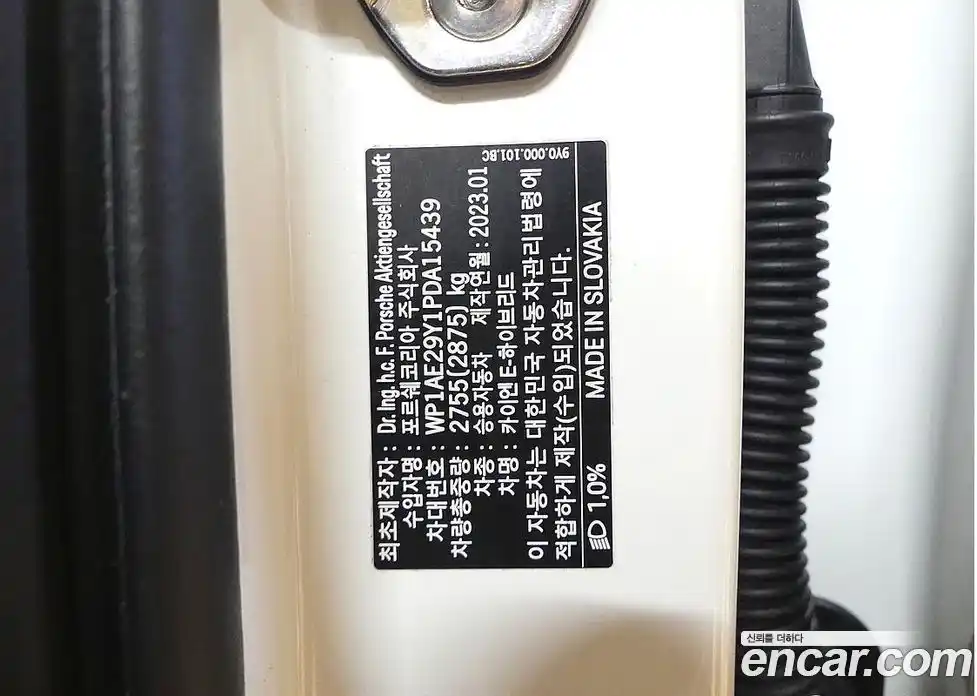 최초제작자 : Dr. Ing. h.c. F. Porsche Aktiengesellschaft
수입자명 : 포르쉐코리아 주식회사
차대번호 : WP1AE29Y1PDA15439
차량총중량 : 2755(2875) kg
차종 : 승용자동차 제작연월 : 2023.01
차명 : 카이엔 E-하이브리드
이 자동차는 대한민국 자동차관리법령에
적합하게 제작(수입)되었습니다.
9Y0.000.101.BC
1,0% MADE IN SLOVAKIA
신뢰를 더하다
encar.com